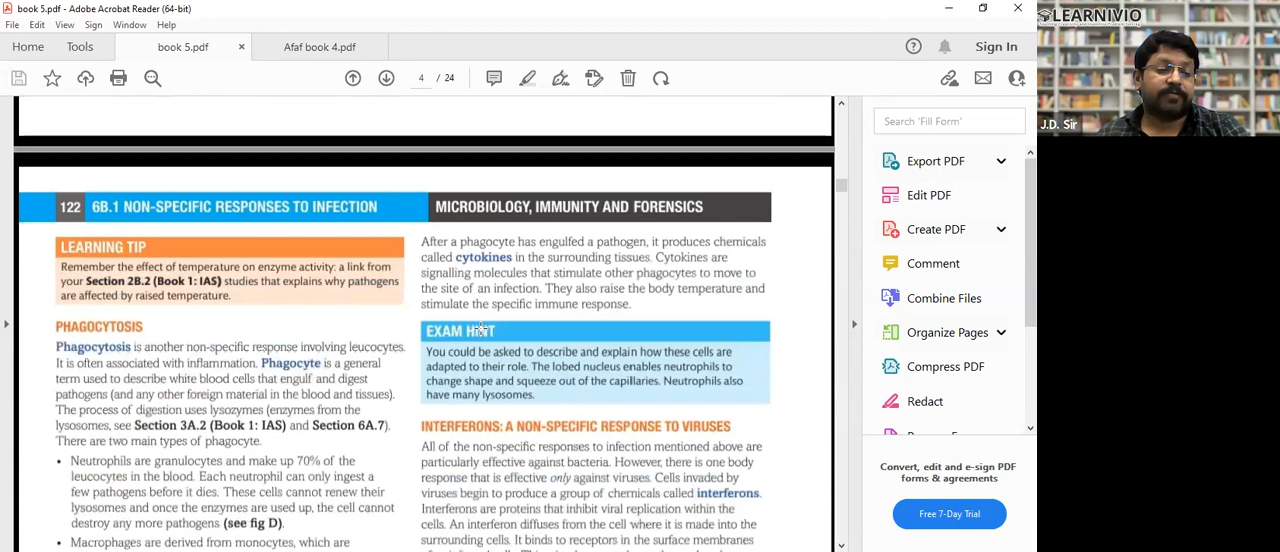 book 5.pdf - Adobe Acrobat Reader (64-bit)
File Edit View Sign Window Help
Home Tools book 5.pdf × Afaf book 4.pdf Sign In
4 / 24
122 6B.1 NON-SPECIFIC RESPONSES TO INFECTION MICROBIOLOGY, IMMUNITY AND FORENSICS
LEARNING TIP
Remember the effect of temperature on enzyme activity: a link from
your Section 2B.2 (Book 1: IAS) studies that explains why pathogens
are affected by raised temperature.
PHAGOCYTOSIS
Phagocytosis is another non-specific response involving leucocytes.
It is often associated with inflammation. Phagocyte is a general
term used to describe white blood cells that engulf and digest
pathogens (and any other foreign material in the blood and tissues).
The process of digestion uses lysozymes (enzymes from the
lysosomes, see Section 3A.2 (Book 1: IAS) and Section 6A.7).
There are two main types of phagocyte.
• Neutrophils are granulocytes and make up 70% of the
leucocytes in the blood. Each neutrophil can only ingest a
few pathogens before it dies. These cells cannot renew their
lysosomes and once the enzymes are used up, the cell cannot
destroy any more pathogens (see fig D).
• Macrophages are derived from monocytes, which are
After a phagocyte has engulfed a pathogen, it produces chemicals
called cytokines in the surrounding tissues. Cytokines are
signalling molecules that stimulate other phagocytes to move to
the site of an infection. They also raise the body temperature and
stimulate the specific immune response.
EXAM HINT
You could be asked to describe and explain how these cells are
adapted to their role. The lobed nucleus enables neutrophils to
change shape and squeeze out of the capillaries. Neutrophils also
have many lysosomes.
INTERFERONS: A NON-SPECIFIC RESPONSE TO VIRUSES
All of the non-specific responses to infection mentioned above are
particularly effective against bacteria. However, there is one body
response that is effective only against viruses. Cells invaded by
viruses begin to produce a group of chemicals called interferons.
Interferons are proteins that inhibit viral replication within the
cells. An interferon diffuses from the cell where it is made into the
surrounding cells. It binds to receptors in the surface membranes
Search 'Fill Form'
Export PDF
Edit PDF
Create PDF
Comment
Combine Files
Organize Pages
Compress PDF
Redact
Convert, edit and e-sign PDF
forms & agreements
Free 7-Day Trial
LEARNIVIO
J.D. Sir